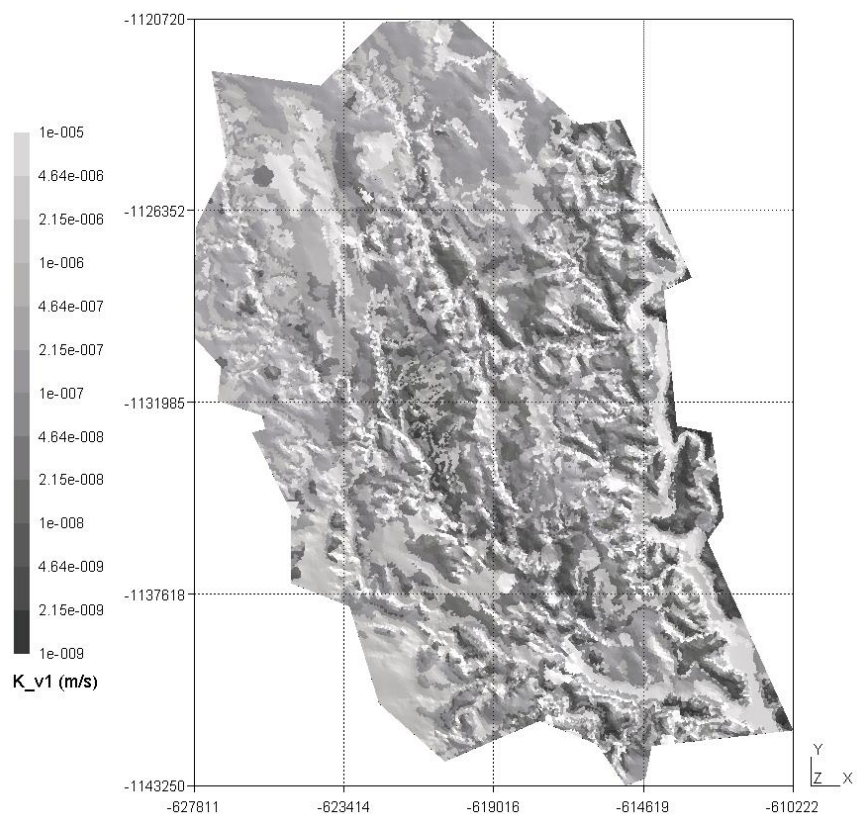 -1120720
-1126352
-1131985
-1137618
-1143250
-627811
-623414
-619016
-614619
-610222
1e-005
4.64e-006
2.15e-006
1e-006
4.64e-007
2.15e-007
1e-007
4.64e-008
2.15e-008
1e-008
4.64e-009
2.15e-009
1e-009
K_v1 (m/s)
Y
Z X